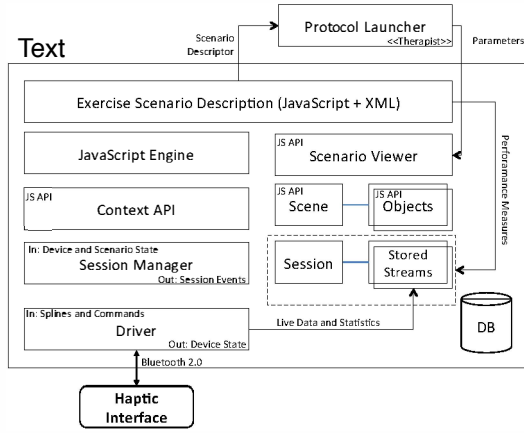 Text
Scenario
Descriptor
Protocol Launcher
<<Therapist>>
Parameters
Exercise Scenario Description (JavaScript + XML)
JavaScript Engine
JS API
Scenario Viewer
JS API
Context API
JS API
Scene
JS API
Objects
Perforamance Measures
In: Device and Scenario State
Session Manager
Out: Session Events
Session
Stored
Streams
In: Splines and Commands
Driver
Out: Device State
Live Data and Statistics
DB
Bluetooth 2.0
Haptic
Interface